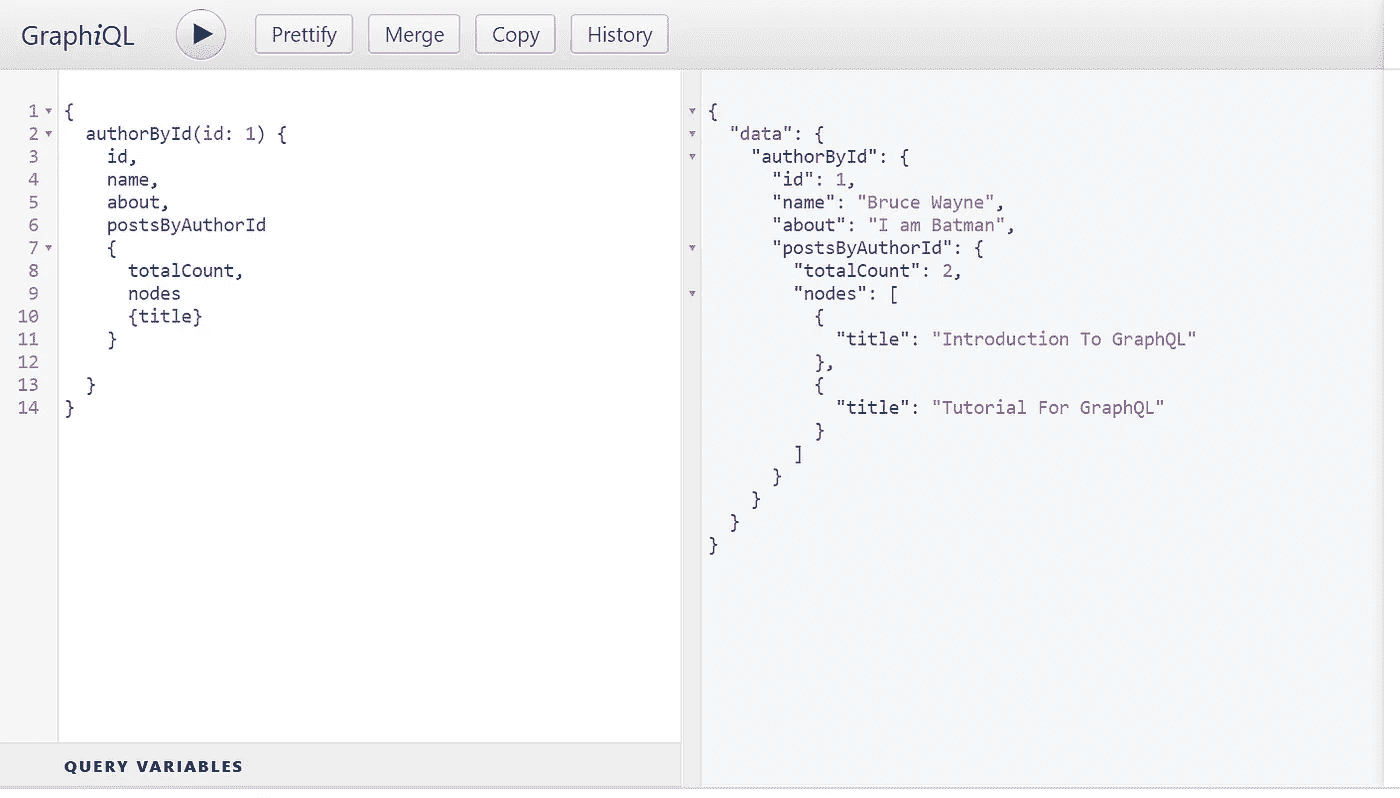 GraphiQL Prettify Merge Copy History
1 {
2 authorById(id: 1) {
3 id,
4 name,
5 about,
6 postsByAuthorId
7 {
8 totalCount,
9 nodes
10 {title}
11 }
12
13 }
14 }
QUERY VARIABLES
{
"data": {
"authorById": {
"id": 1,
"name": "Bruce Wayne",
"about": "I am Batman",
"postsByAuthorId": {
"totalCount": 2,
"nodes": [
{
"title": "Introduction To GraphQL"
},
{
"title": "Tutorial For GraphQL"
}
]
}
}
}
}